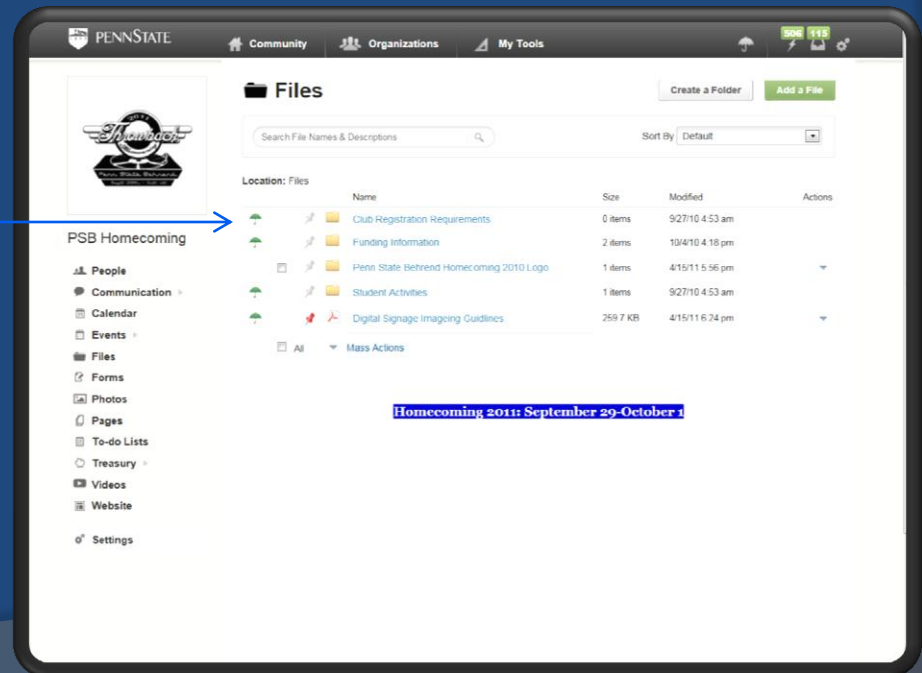 PENNSTATE
Community Organizations My Tools 506 115
Files Create a Folder Add a File
2011
Throwback
Penn State Behrend
Search File Names & Descriptions Sort By Default
Location: Files
Name Size Modified Actions
Club Registration Requirements 0 items 9/27/10 4:53 am
PSB Homecoming
Funding Information 2 items 10/4/10 4:18 pm
People
Penn State Behrend Homecoming 2010 Logo 1 items 4/15/11 5:56 pm
Communication
Student Activities 1 items 9/27/10 4:53 am
Calendar
Digital Signage Imageing Guidlines 259.7 KB 4/15/11 6:24 pm
Events
All Mass Actions
Files
Forms
Photos
Homecoming 2011: September 29-October 1
Pages
To-do Lists
Treasury
Videos
Website
Settings